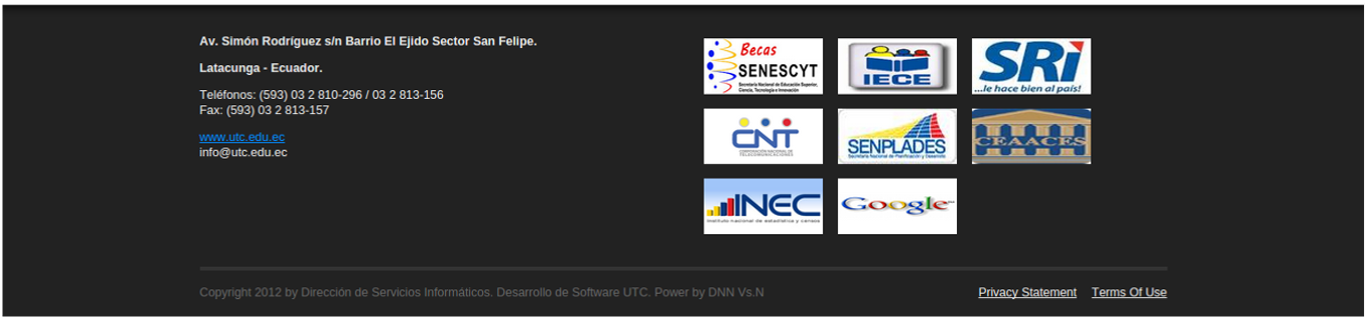 Av. Simón Rodríguez s/n Barrio El Ejido Sector San Felipe.
Latacunga - Ecuador.
Teléfonos: (593) 03 2 810-296 / 03 2 813-156
Fax: (593) 03 2 813-157
www.utc.edu.ec
info@utc.edu.ec
Becas
SENESCYT
Secretaría Nacional de Educación Superior,
Ciencia, Tecnología e Innovación
IECE
SRi
...le hace bien al país!
CNT
CORPORACIÓN NACIONAL DE
TELECOMUNICACIONES
SENPLADES
Secretaría Nacional de Planificación y Desarrollo
CEAACES
INEC
instituto nacional de estadística y censos
Google
Copyright 2012 by Dirección de Servicios Informáticos. Desarrollo de Software UTC. Power by DNN Vs.N
Privacy Statement Terms Of Use